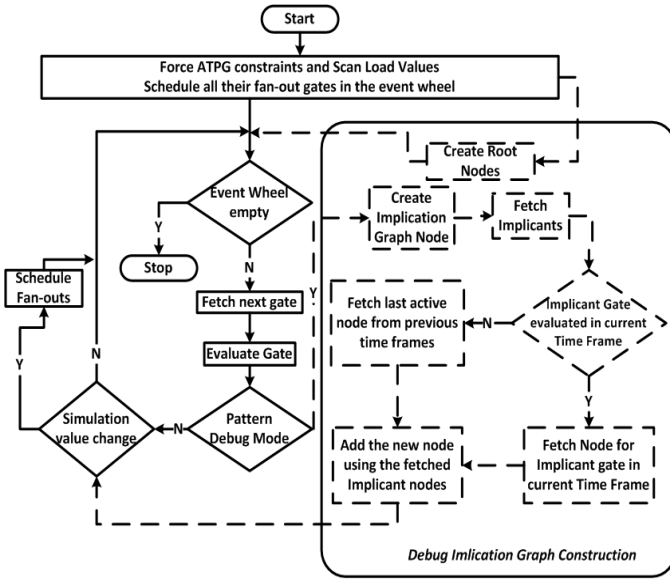 Start
Force ATPG constraints and Scan Load Values
Schedule all their fan-out gates in the event wheel
Create Root
Nodes
Event Wheel
empty
Create
Implication
Graph Node
Fetch
Implicants
Y
Stop
N
Y
Schedule
Fan-outs
Fetch next gate
Fetch last active
node from previous
time frames
N
Implicant Gate
evaluated in current
Time Frame
Evaluate Gate
Y
N
Y
Simulation
value change
N
Pattern
Debug Mode
Add the new node
using the fetched
Implicant nodes
Fetch Node for
Implicant gate in
current Time Frame
Debug Imlication Graph Construction